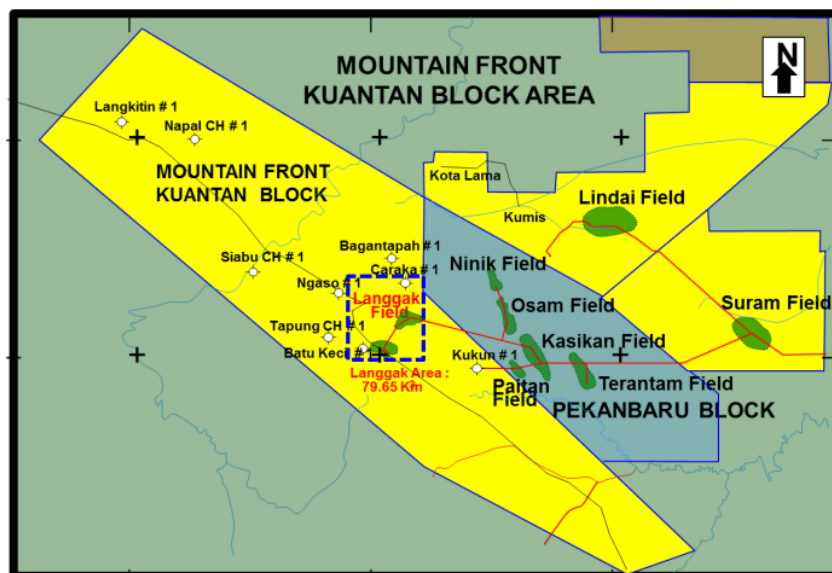 MOUNTAIN FRONT
KUANTAN BLOCK AREA
N
Langkitin # 1
Napal CH # 1
MOUNTAIN FRONT
KUANTAN BLOCK
Kota Lama
Kumis
Lindai Field
Siabu CH # 1
Bagantapah # 1
Caraka # 1
Ninik Field
Ngaso # 1
Langgak
Field
Osam Field
Suram Field
Tapung CH # 1
Batu Kecil # 1
Kasikan Field
Kukun # 1
Langgak Area :
79.65 Km
2
Paitan
Field
Terantam Field
PEKANBARU BLOCK